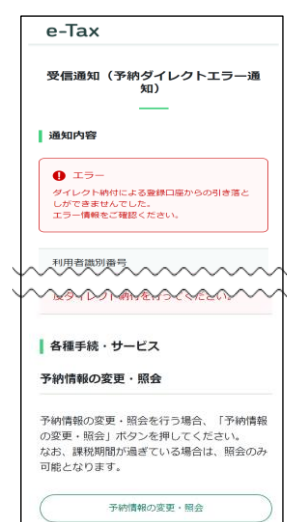 e-Tax
受信通知（予納ダイレクトエラー通
知）
通知内容
エラー
ダイレクト納付による登録口座からの引き落と
しができませんでした。
エラー情報をご確認ください。
利用者識別番号
度ダイレクト納付を行ってください。
各種手続・サービス
予納情報の変更・照会
予納情報の変更・照会を行う場合、「予納情報
の変更・照会」ボタンを押してください。
なお、課税期間が過ぎている場合は、照会のみ
可能となります。
予納情報の変更・照会